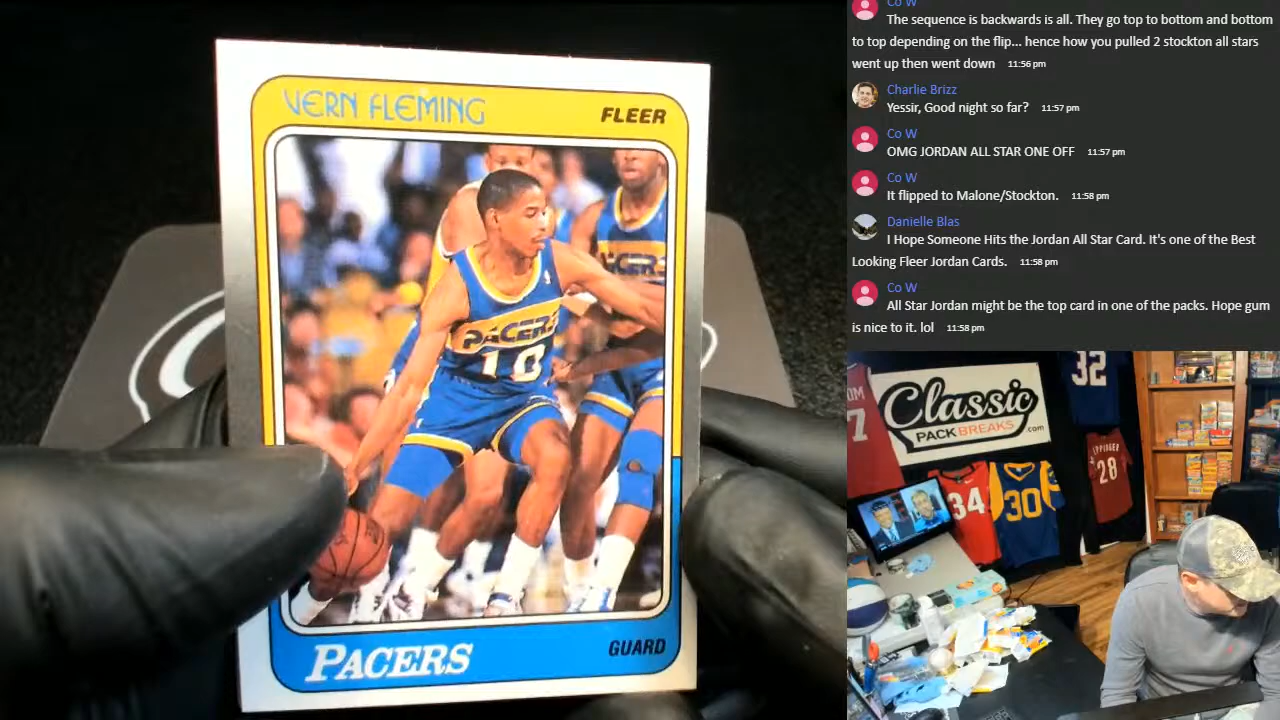 VERN FLEMING
FLEER
PACERS
10
PACERS
GUARD
Co W
The sequence is backwards is all. They go top to bottom and bottom
to top depending on the flip... hence how you pulled 2 stockton all stars
went up then went down 11:56 pm
Charlie Brizz
Yessir, Good night so far? 11:57 pm
Co W
OMG JORDAN ALL STAR ONE OFF 11:57 pm
Co W
It flipped to Malone/Stockton. 11:58 pm
Danielle Blas
I Hope Someone Hits the Jordan All Star Card. It's one of the Best
Looking Fleer Jordan Cards. 11:58 pm
Co W
All Star Jordan might be the top card in one of the packs. Hope gum
is nice to it. lol 11:58 pm
Classic
PACKBREAKS.com
32
7
34
30
28